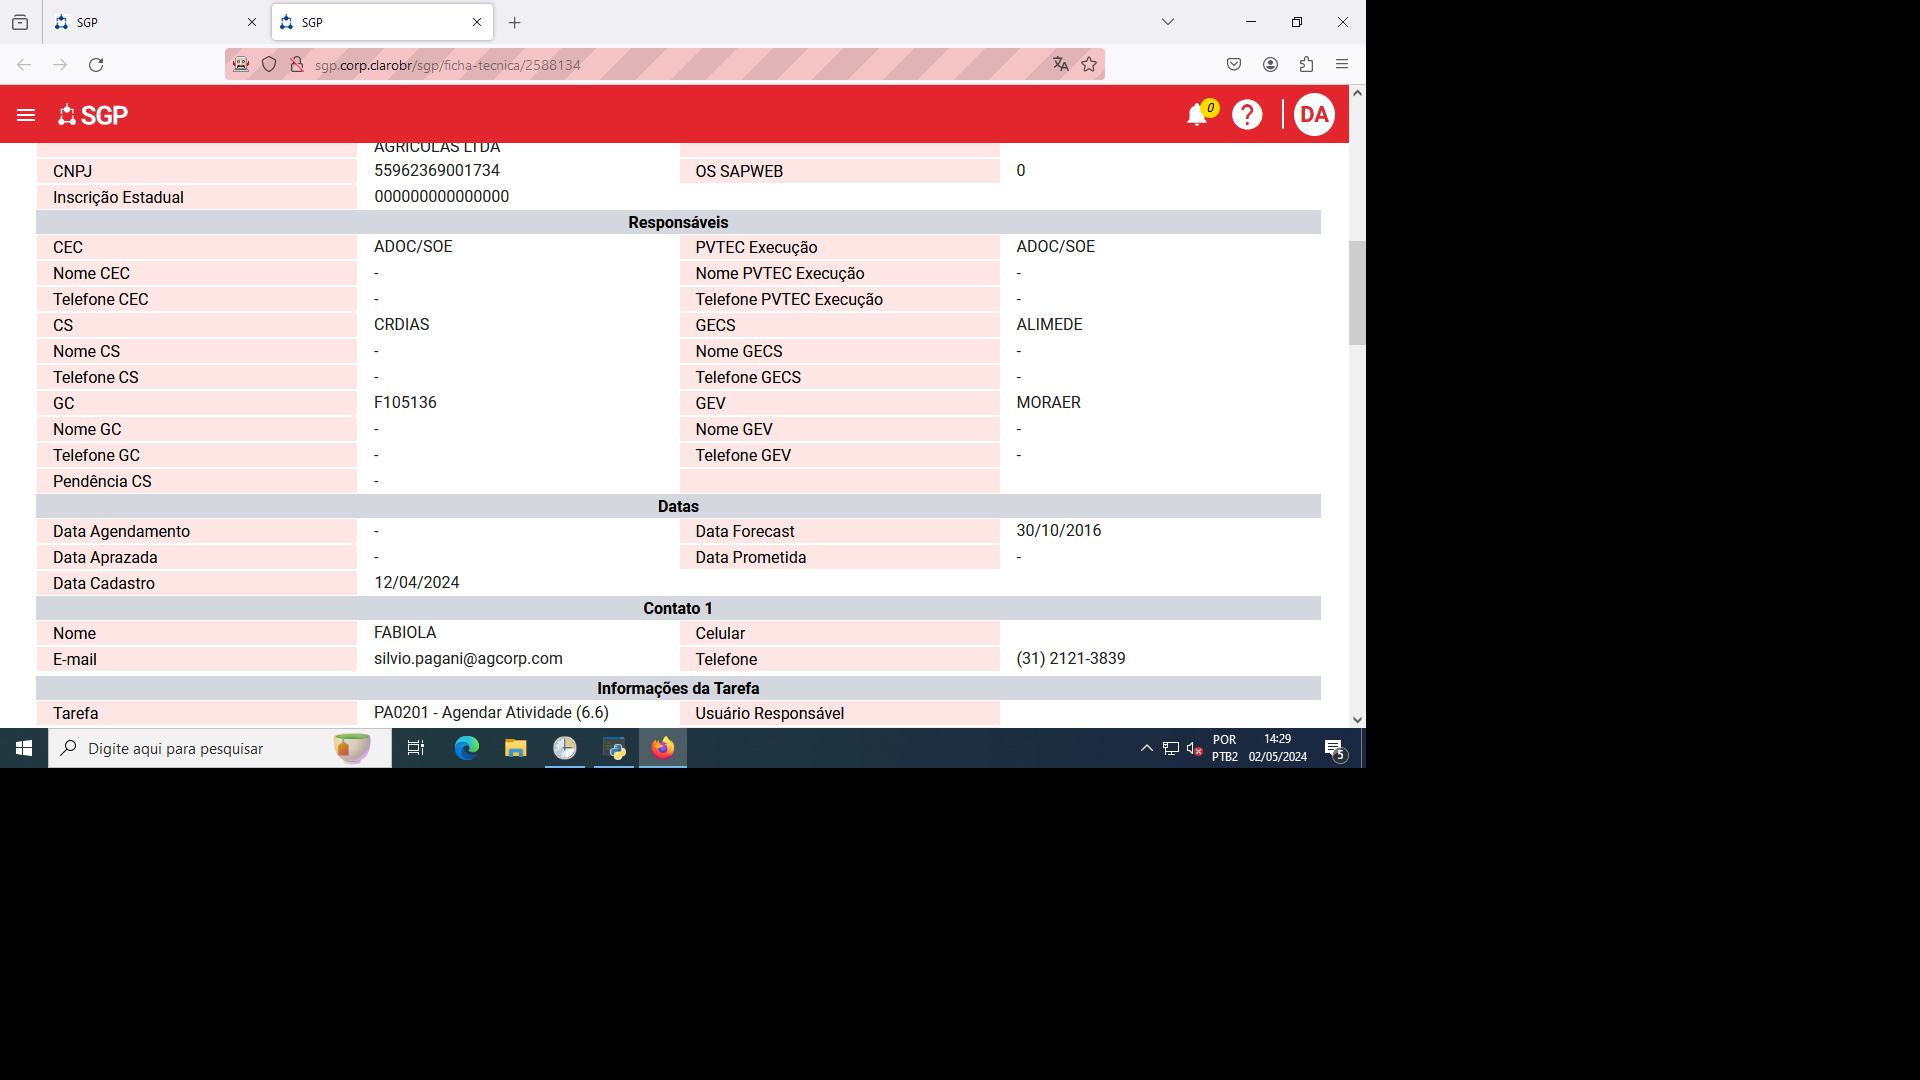 SGP
SGP
sgp.corp.clarobr/sgp/ficha-tecnica/2588134
SGP 0 ? DA
AGRICOLAS LTDA
CNPJ 55962369001734 OS SAPWEB 0
Inscrição Estadual 000000000000000
Responsáveis
CEC ADOC/SOE PVTEC Execução ADOC/SOE
Nome CEC - Nome PVTEC Execução -
Telefone CEC - Telefone PVTEC Execução -
CS CRDIAS GECS ALIMEDE
Nome CS - Nome GECS -
Telefone CS - Telefone GECS -
GC F105136 GEV MORAER
Nome GC - Nome GEV -
Telefone GC - Telefone GEV -
Pendência CS -
Datas
Data Agendamento - Data Forecast 30/10/2016
Data Aprazada - Data Prometida -
Data Cadastro 12/04/2024
Contato 1
Nome FABIOLA Celular
E-mail silvio.pagani@agcorp.com Telefone (31) 2121-3839
Informações da Tarefa
Tarefa PA0201 - Agendar Atividade (6.6) Usuário Responsável
Digite aqui para pesquisar
POR 14:29
PTB2 02/05/2024 5